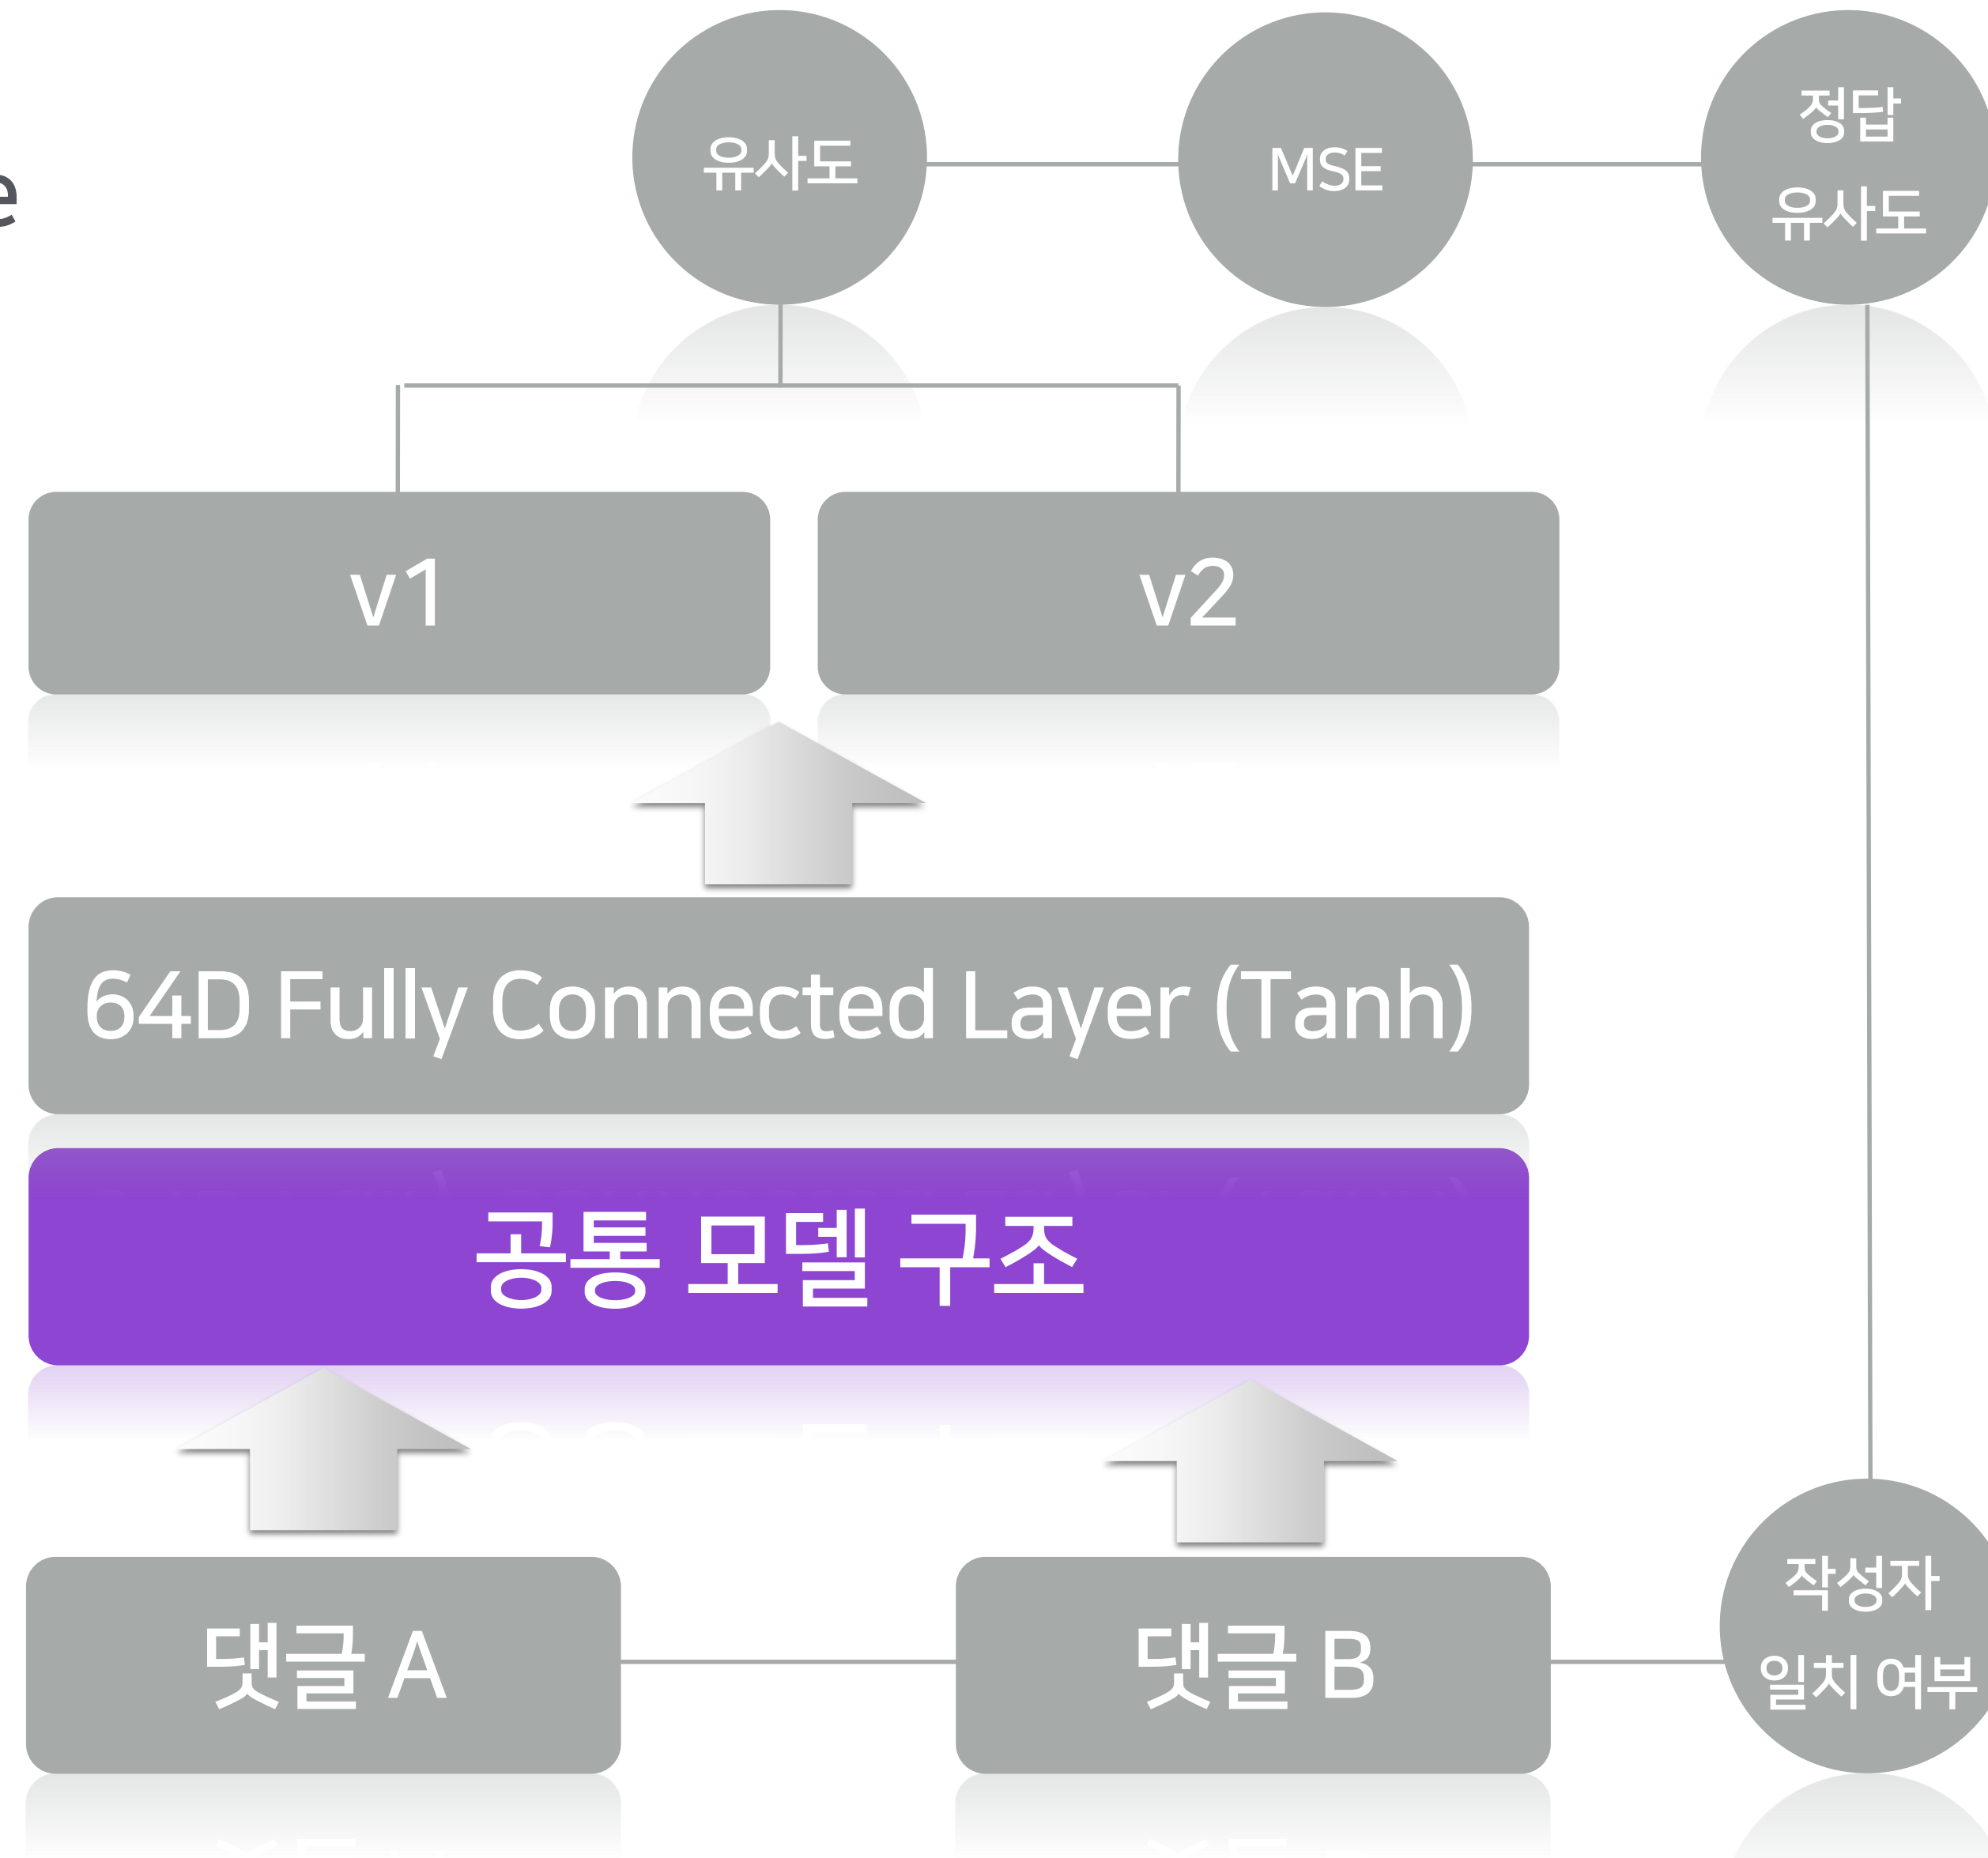 유사도
MSE
정답
유사도
v1
v2
64D Fully Connected Layer (Tanh)
공통 모델 구조
댓글 A
댓글 B
작성자
일치 여부